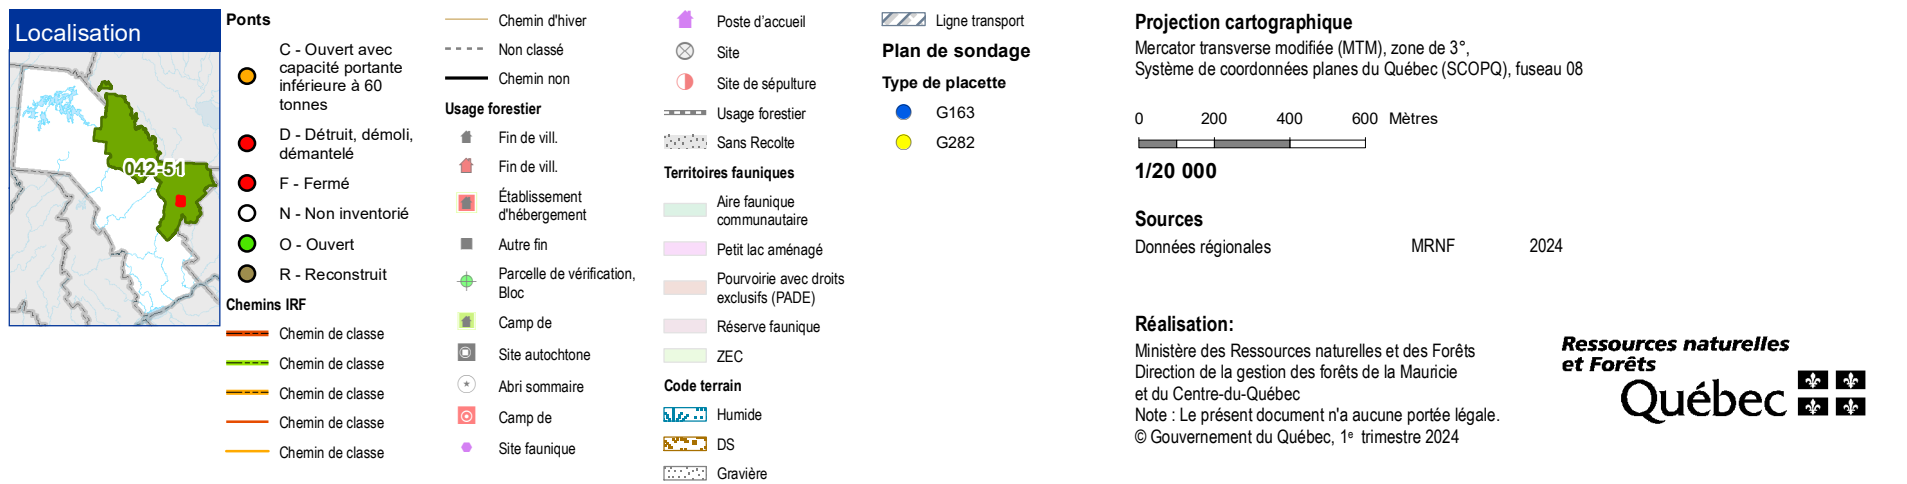 Localisation
042-51
Ponts
C - Ouvert avec
capacité portante
inférieure à 60
tonnes
D - Détruit, démoli,
démantelé
F - Fermé
N - Non inventorié
O - Ouvert
R - Reconstruit
Chemins IRF
Chemin de classe
Chemin de classe
Chemin de classe
Chemin de classe
Chemin de classe
Chemin d'hiver
Non classé
Chemin non
Usage forestier
Fin de vill.
Fin de vill.
Établissement
d'hébergement
Autre fin
Parcelle de vérification,
Bloc
Camp de
Site autochtone
Abri sommaire
Camp de
Site faunique
Poste d’accueil
Site
Site de sépulture
Usage forestier
Sans Recolte
Territoires fauniques
Aire faunique
communautaire
Petit lac aménagé
Pourvoirie avec droits
exclusifs (PADE)
Réserve faunique
ZEC
Code terrain
Humide
DS
Gravière
Ligne transport
Plan de sondage
Type de placette
G163
G282
Projection cartographique
Mercator transverse modifiée (MTM), zone de 3°,
Système de coordonnées planes du Québec (SCOPQ), fuseau 08
0 200 400 600 Mètres
1/20 000
Sources
Données régionales MRNF 2024
Réalisation:
Ministère des Ressources naturelles et des Forêts
Direction de la gestion des forêts de la Mauricie
et du Centre-du-Québec
Note : Le présent document n'a aucune portée légale.
© Gouvernement du Québec, 1e trimestre 2024
Ressources naturelles
et Forêts
Québec